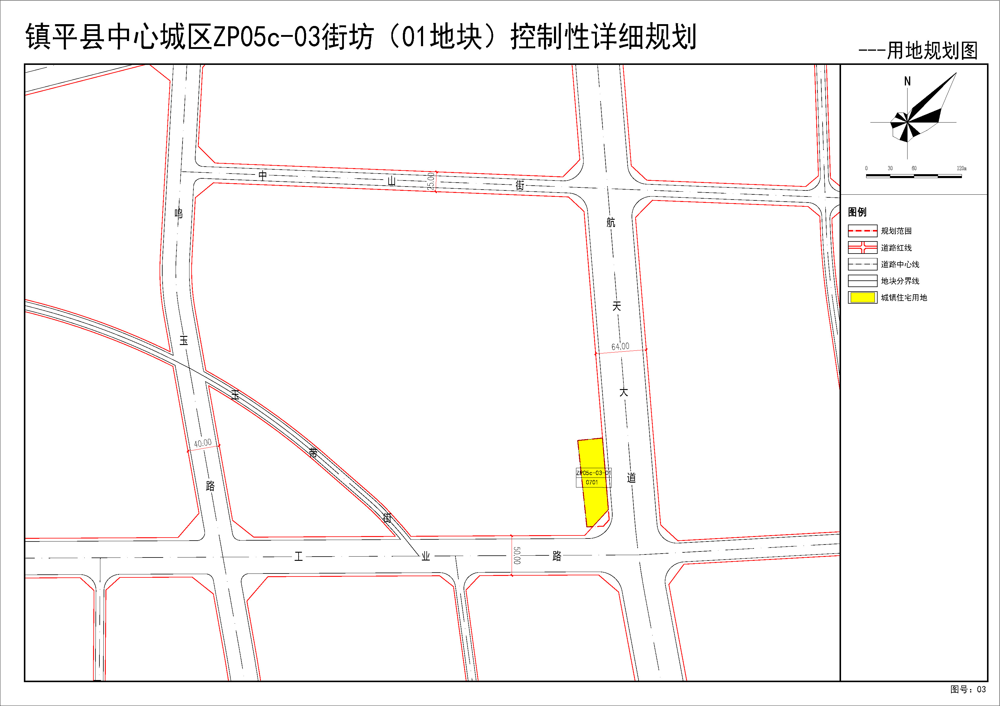 镇平县中心城区ZP05c-03街坊（01地块）控制性详细规划
---用地规划图
N
0 30 60 120m
图例
规划范围
道路红线
道路中心线
地块分界线
城镇住宅用地
中山街
25.00
鸣玉路
40.00
航天大道
64.00
玉带街
ZP05c-03-01
0701
工业路
50.00
图号：03